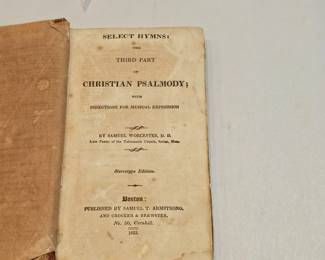 SELECT HYMNS:
THE
THIRD PART
OF
CHRISTIAN PSALMODY;
WITH
DIRECTIONS FOR MUSICAL EXPRESSION
BY SAMUEL WORCESTER, D. D.
Late Pastor of the Tabernacle Church, Salem, Mass.
Stereotype Edition.
Boston:
PUBLISHED BY SAMUEL T. ARMSTRONG,
AND CROCKER & BREWSTER,
No. 50, Cornhill.
1823.